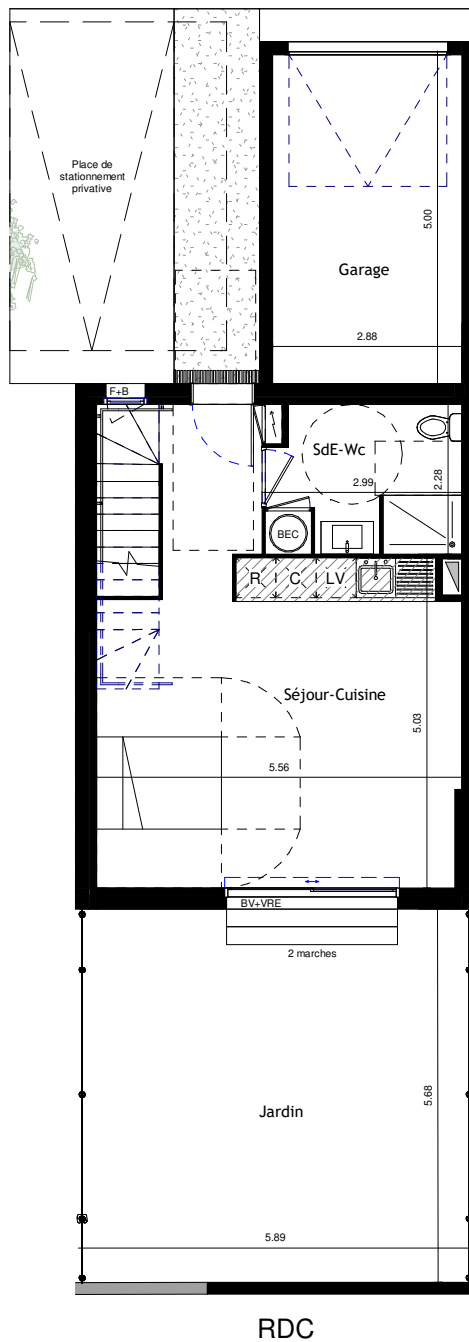 Place de
stationnement
privative
5.00
Garage
2.88
F+B
SdE-Wc
2.99
2.28
BEC
R
C
LV
Séjour-Cuisine
5.03
5.56
BV+VRE
2 marches
5.68
Jardin
5.89
RDC